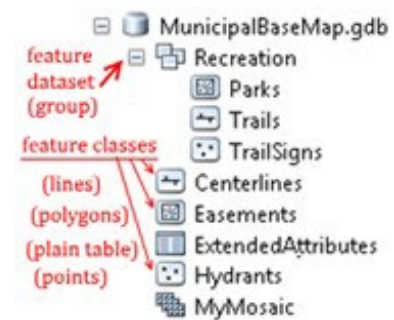 MunicipalBaseMap.gdb
feature Recreation
dataset Parks
(group) Trails
TrailSigns
feature classes
(lines) Centerlines
(polygons) Easements
(plain table) ExtendedAttributes
(points) Hydrants
MyMosaic